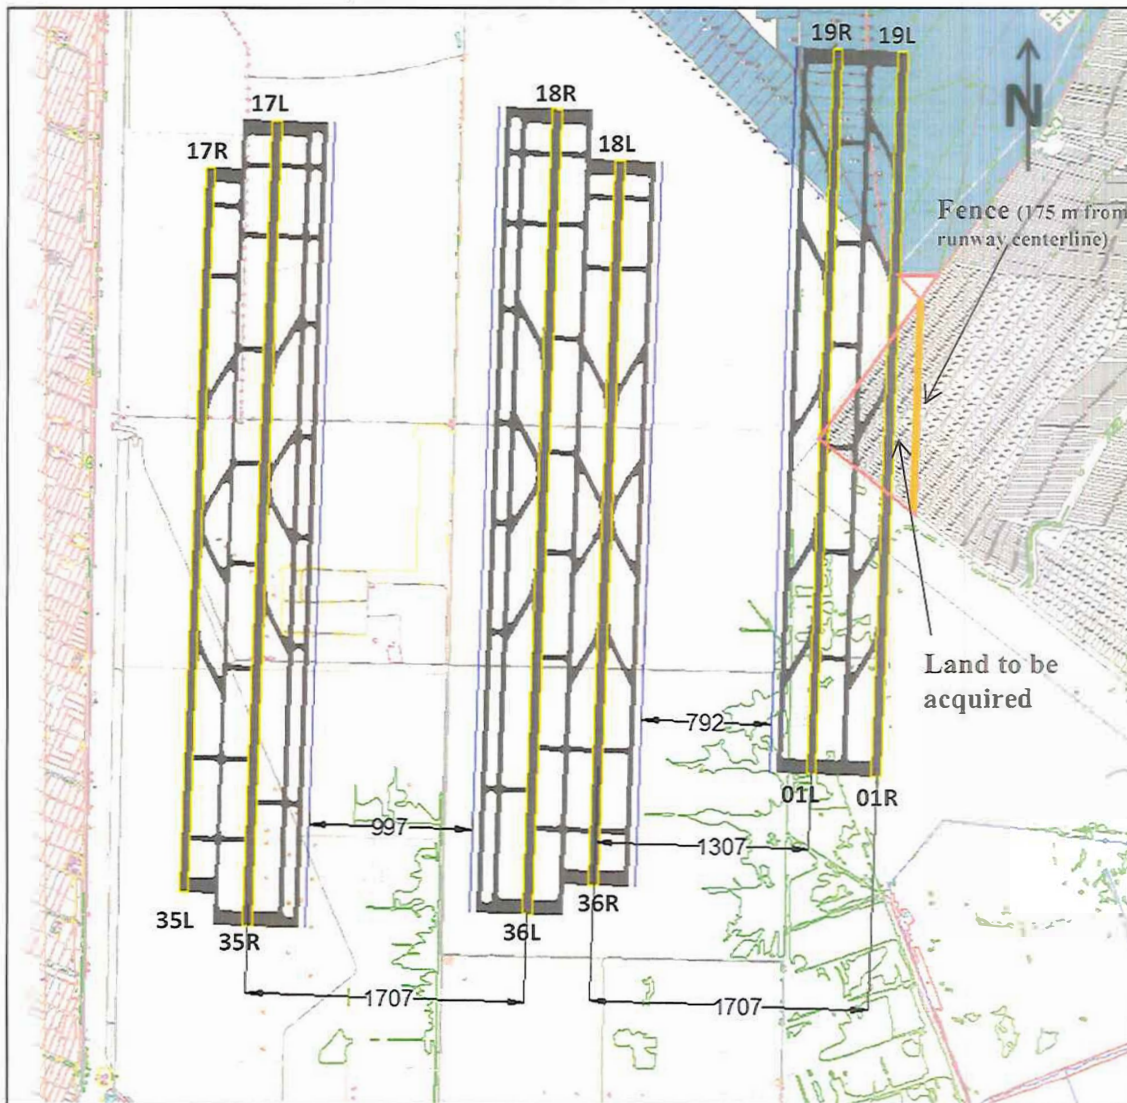 19R 19L
18R
17L
N
18L
17R
Fence (175 m from
runway centerline)
Land to be
acquired
792
01L 01R
997
1307
36R
35L
36L
35R
1707
1707